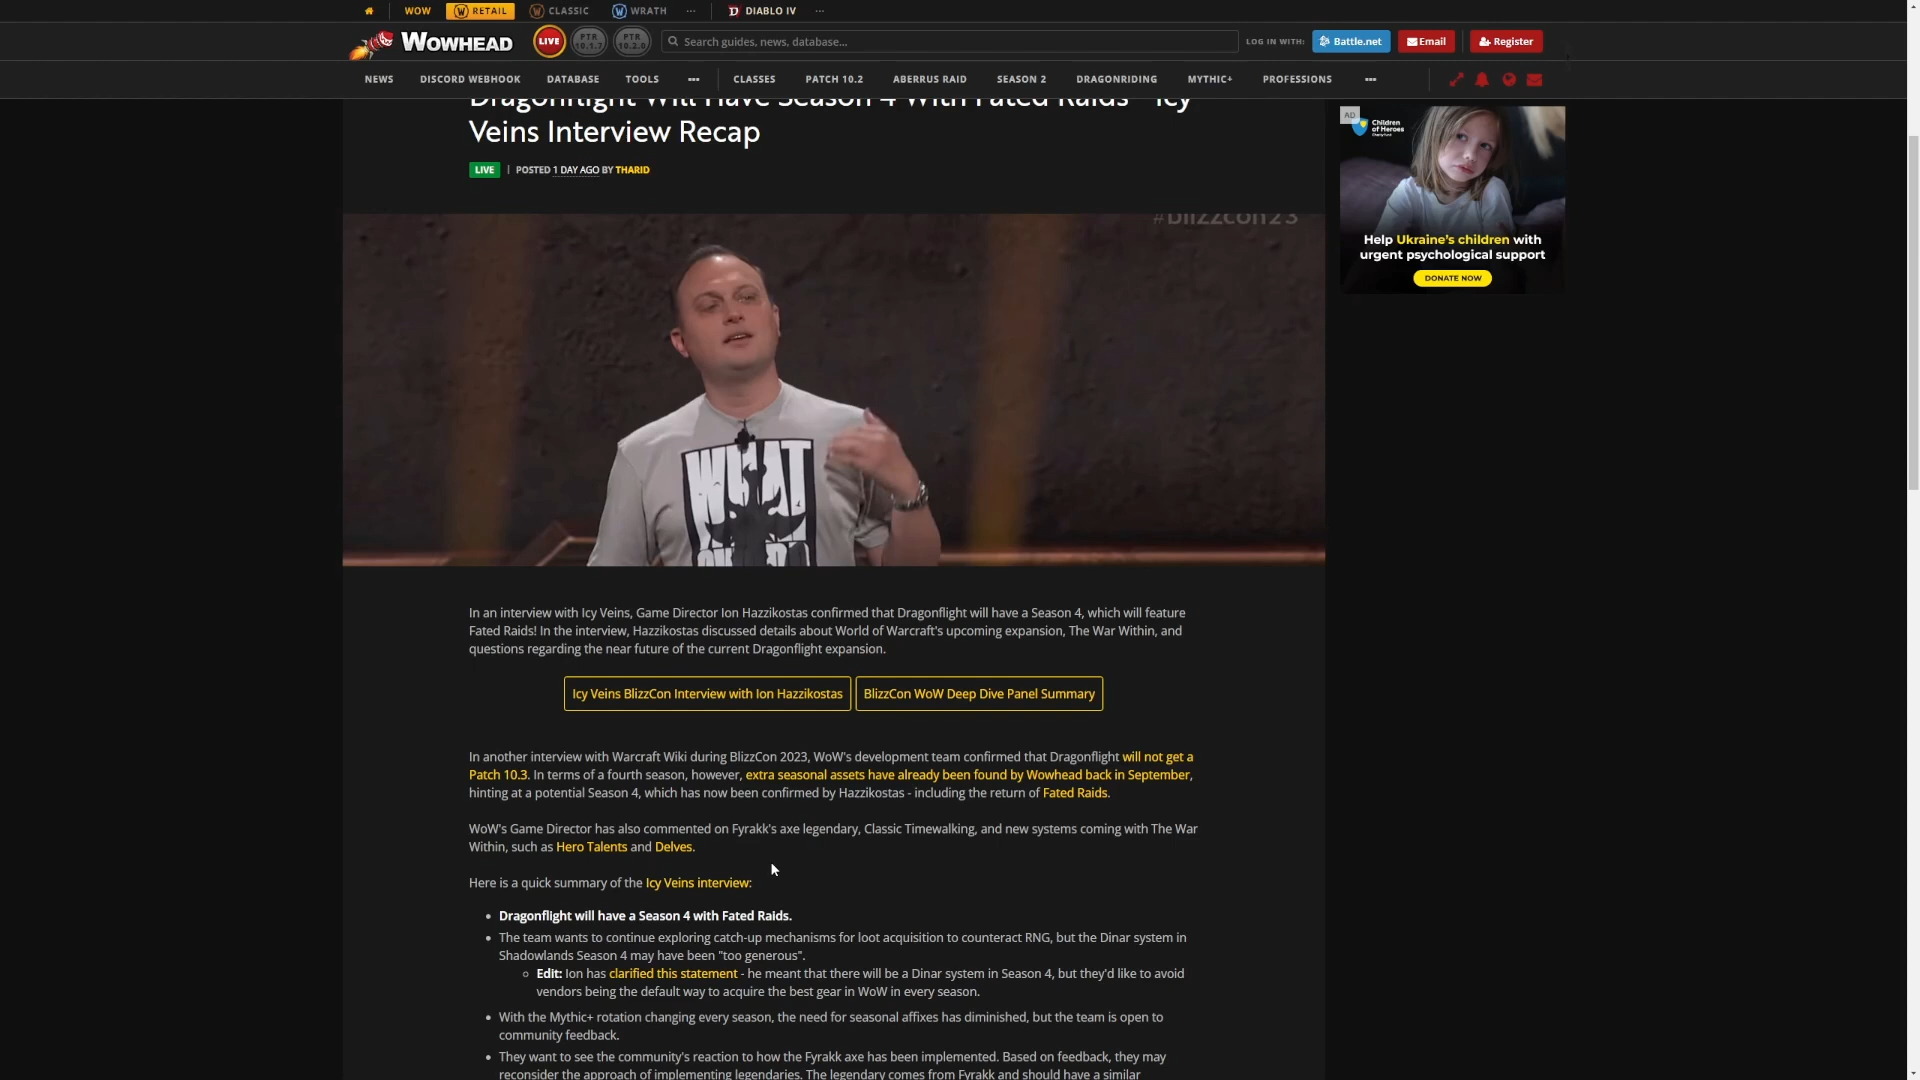 WOW
RETAIL
CLASSIC
WRATH
DIABLO IV
WOWHEAD
LIVE
PTR
10.1.7
PTR
10.2.0
Search guides, news, database...
LOG IN WITH:
Battle.net
Email
Register
NEWS
DISCORD WEBHOOK
DATABASE
TOOLS
CLASSES
PATCH 10.2
ABERRUS RAID
SEASON 2
DRAGONRIDING
MYTHIC+
PROFESSIONS
Dragonflight Will Have Season 4 With Fated Raids - Icy
Veins Interview Recap
LIVE | POSTED 1 DAY AGO BY THARID
#blizzcon23
WHAT
AD
Children
of Heroes
Help Ukraine's children with
urgent psychological support
DONATE NOW
In an interview with Icy Veins, Game Director Ion Hazzikostas confirmed that Dragonflight will have a Season 4, which will feature
Fated Raids! In the interview, Hazzikostas discussed details about World of Warcraft's upcoming expansion, The War Within, and
questions regarding the near future of the current Dragonflight expansion.
Icy Veins BlizzCon Interview with Ion Hazzikostas
BlizzCon WoW Deep Dive Panel Summary
In another interview with Warcraft Wiki during BlizzCon 2023, WoW's development team confirmed that Dragonflight will not get a
Patch 10.3. In terms of a fourth season, however, extra seasonal assets have already been found by Wowhead back in September,
hinting at a potential Season 4, which has now been confirmed by Hazzikostas - including the return of Fated Raids.
WoW's Game Director has also commented on Fyrakk's axe legendary, Classic Timewalking, and new systems coming with The War
Within, such as Hero Talents and Delves.
Here is a quick summary of the Icy Veins interview:
Dragonflight will have a Season 4 with Fated Raids.
The team wants to continue exploring catch-up mechanisms for loot acquisition to counteract RNG, but the Dinar system in
Shadowlands Season 4 may have been "too generous".
Edit: Ion has clarified this statement - he meant that there will be a Dinar system in Season 4, but they'd like to avoid
vendors being the default way to acquire the best gear in WoW in every season.
With the Mythic+ rotation changing every season, the need for seasonal affixes has diminished, but the team is open to
community feedback.
They want to see the community's reaction to how the Fyrakk axe has been implemented. Based on feedback, they may
reconsider the approach of implementing legendaries. The legendary comes from Fyrakk and should have a similar